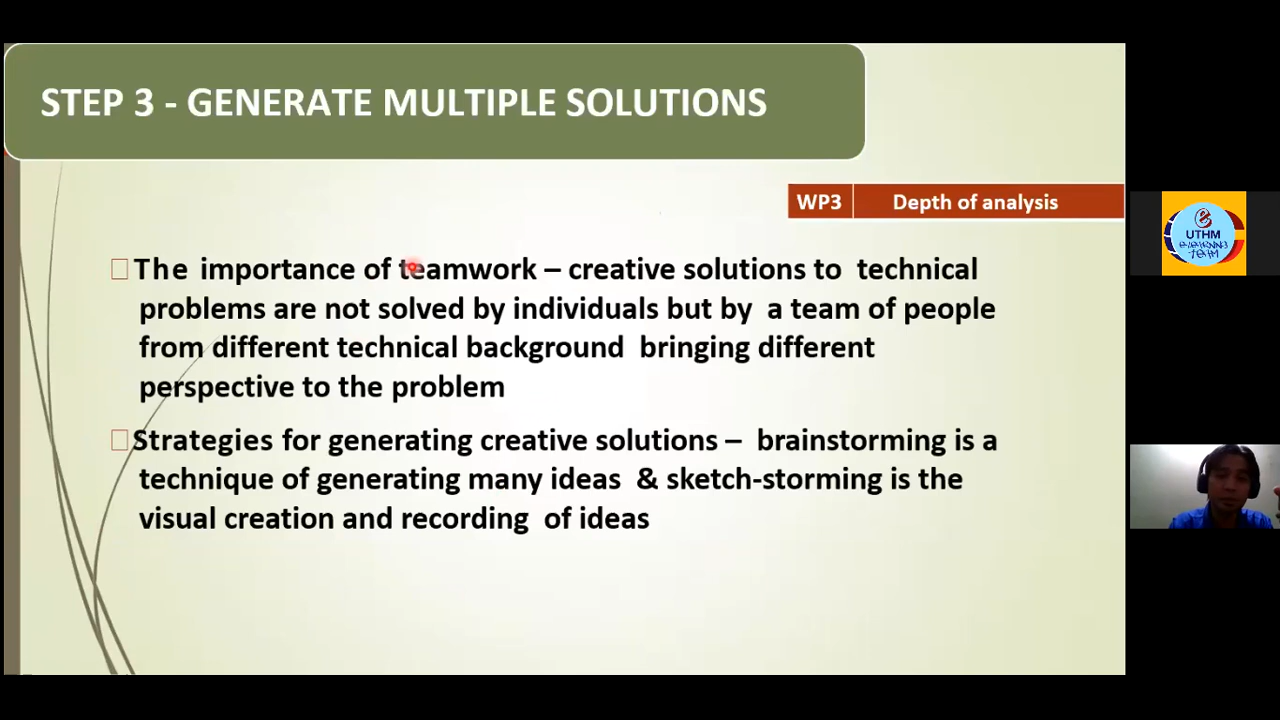 STEP 3 - GENERATE MULTIPLE SOLUTIONS
WP3 Depth of analysis
The importance of teamwork – creative solutions to technical
problems are not solved by individuals but by a team of people
from different technical background bringing different
perspective to the problem
Strategies for generating creative solutions – brainstorming is a
technique of generating many ideas & sketch-storming is the
visual creation and recording of ideas
e
UTHM
eLearning
Team